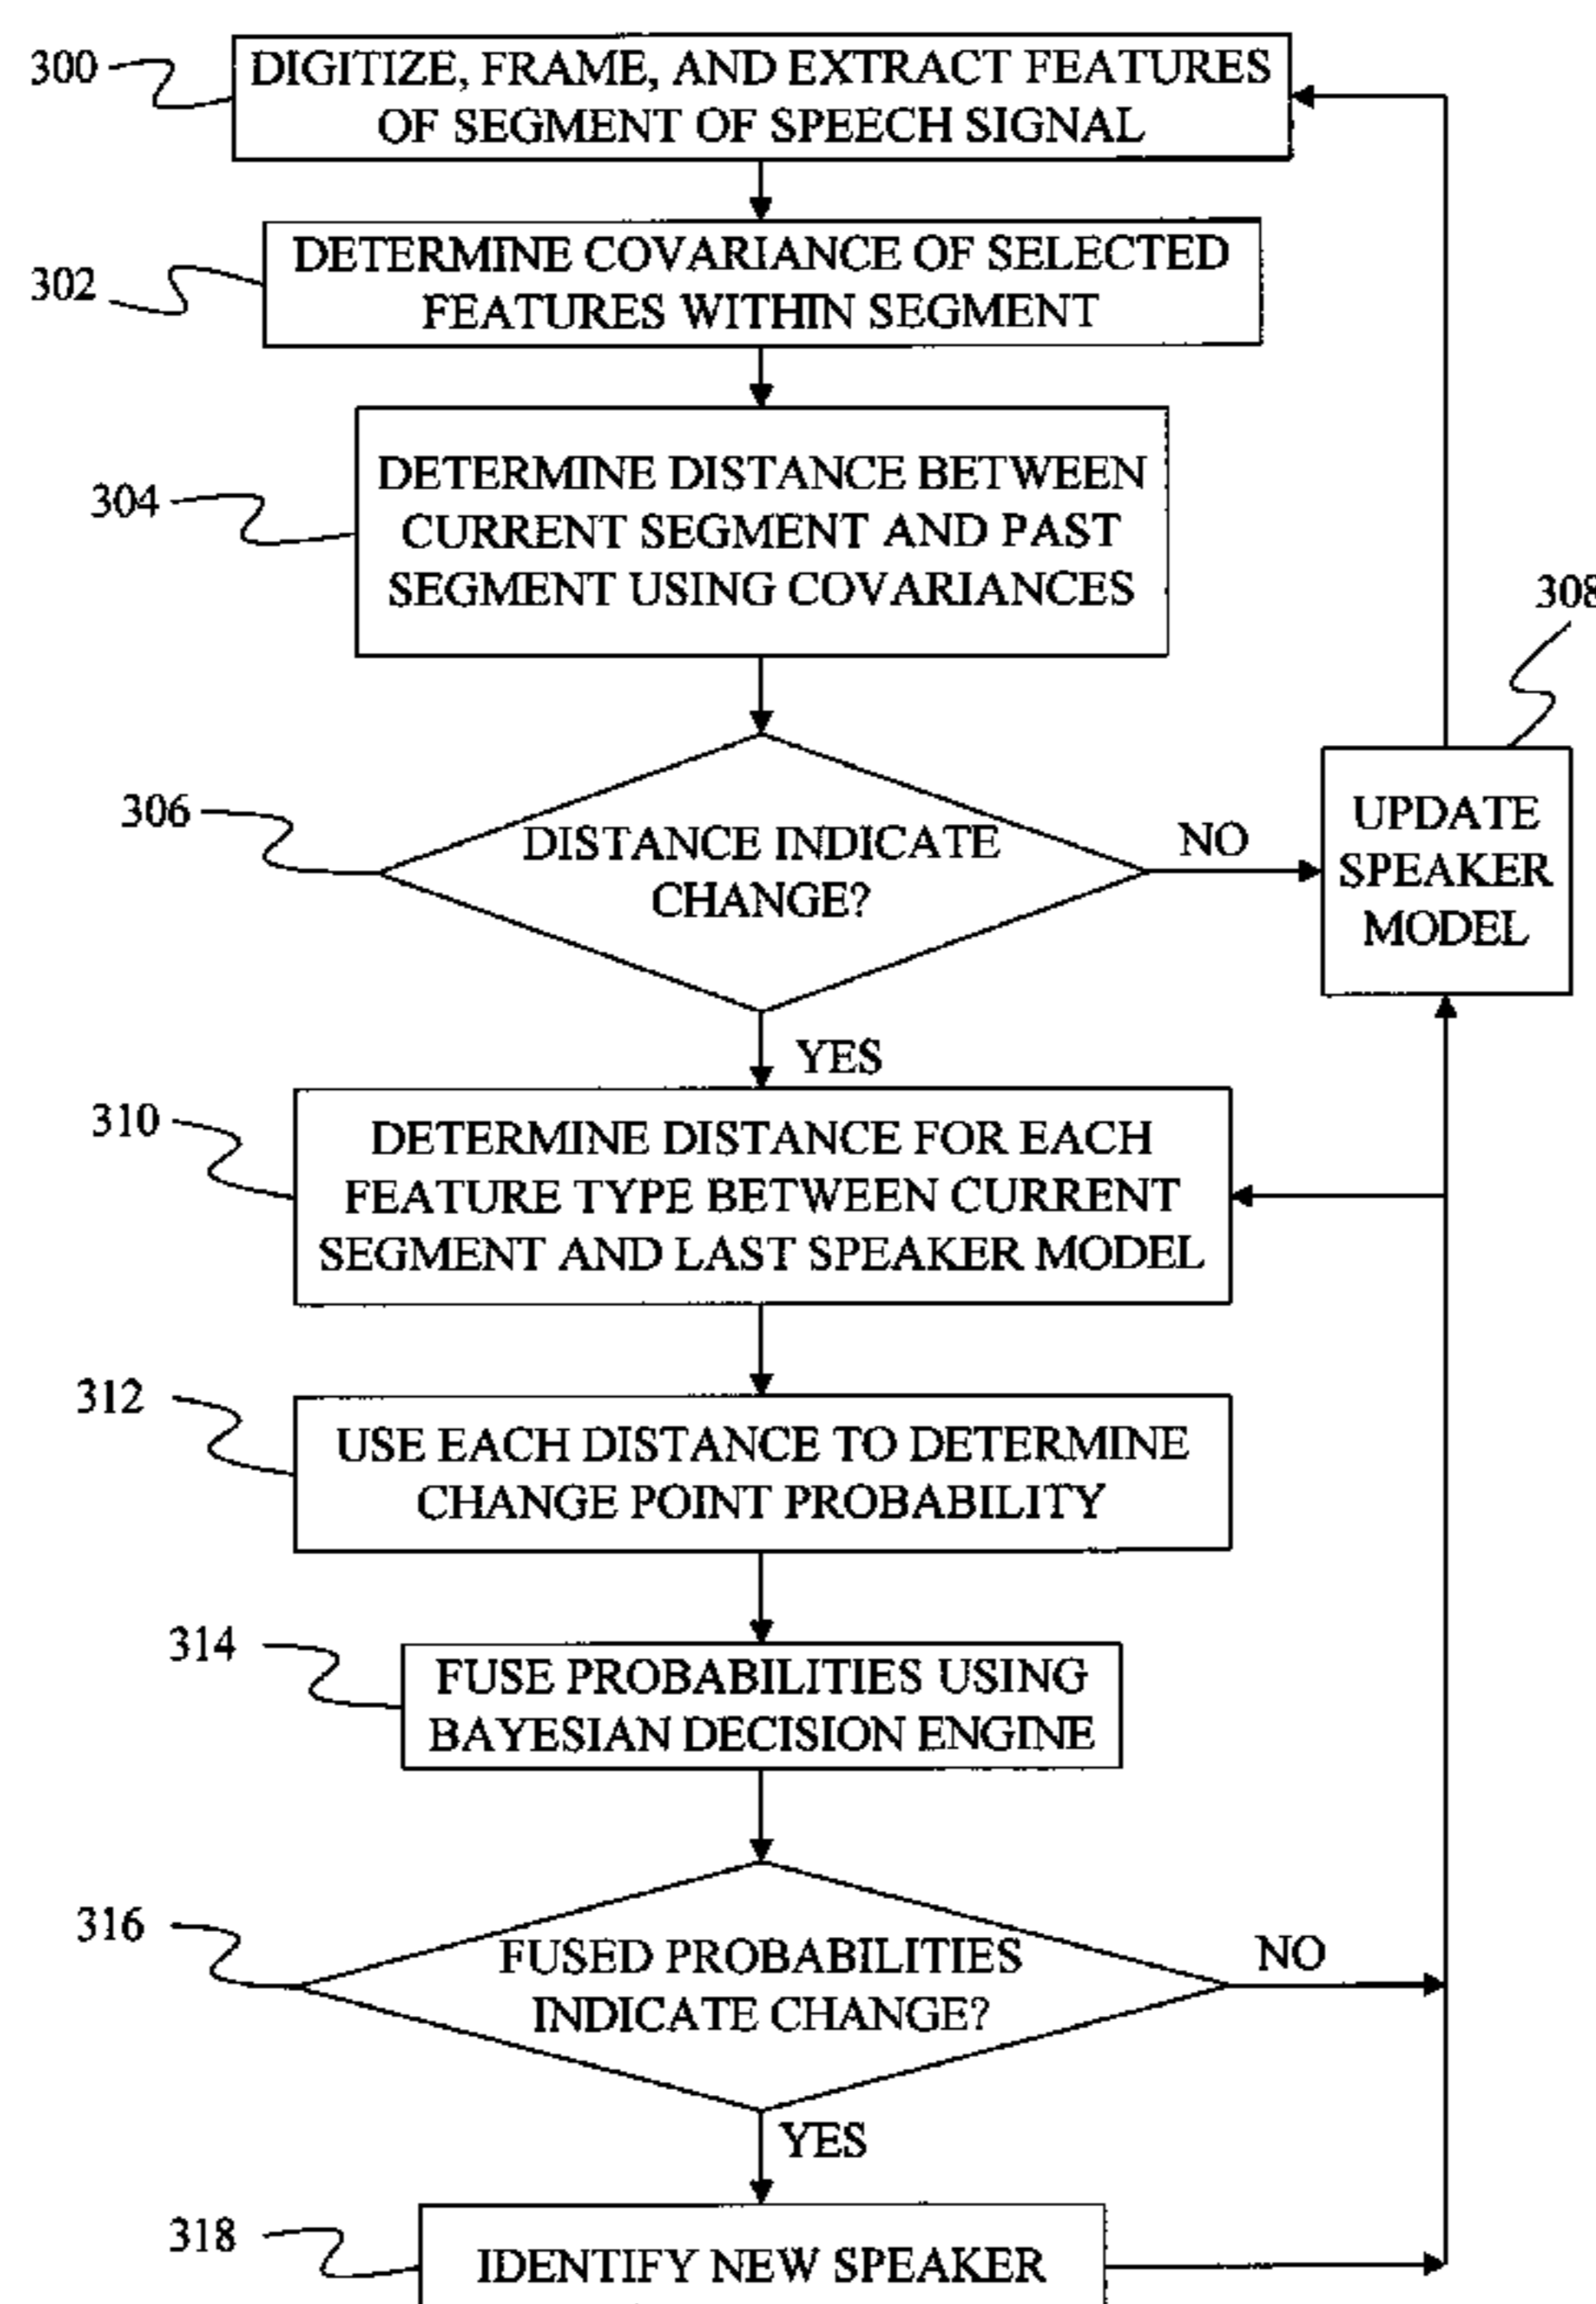 300
DIGITIZE, FRAME, AND EXTRACT FEATURES
OF SEGMENT OF SPEECH SIGNAL
302
DETERMINE COVARIANCE OF SELECTED
FEATURES WITHIN SEGMENT
304
DETERMINE DISTANCE BETWEEN
CURRENT SEGMENT AND PAST
SEGMENT USING COVARIANCES
308
306
DISTANCE INDICATE
CHANGE?
NO
UPDATE
SPEAKER
MODEL
YES
310
DETERMINE DISTANCE FOR EACH
FEATURE TYPE BETWEEN CURRENT
SEGMENT AND LAST SPEAKER MODEL
312
USE EACH DISTANCE TO DETERMINE
CHANGE POINT PROBABILITY
314
FUSE PROBABILITIES USING
BAYESIAN DECISION ENGINE
316
FUSED PROBABILITIES
INDICATE CHANGE?
NO
YES
318
IDENTIFY NEW SPEAKER